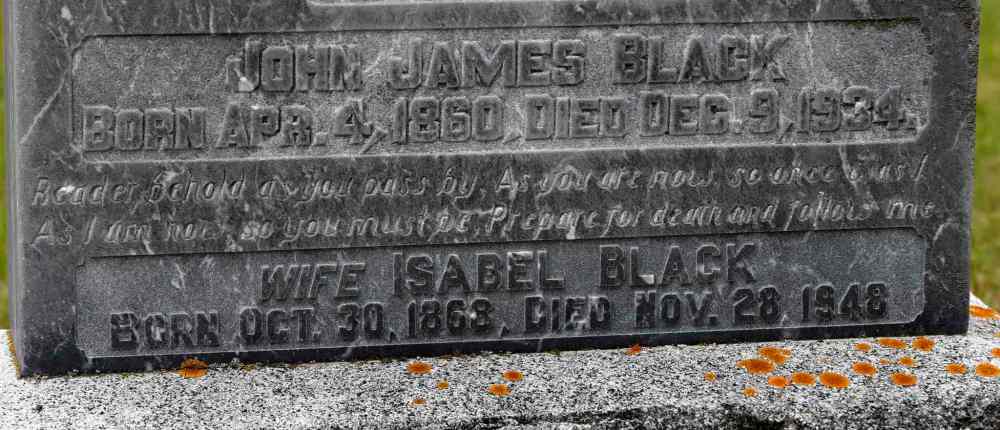 JOHN JAMES BLACK
BORN APR. 4, 1860, DIED DEC. 9, 1934.
Reader, behold as you pass by, As you are now, so once was I
As I am now, so you must be, Prepare for death and follow me.
WIFE ISABEL BLACK
BORN OCT. 30, 1868, DIED NOV. 28, 1948